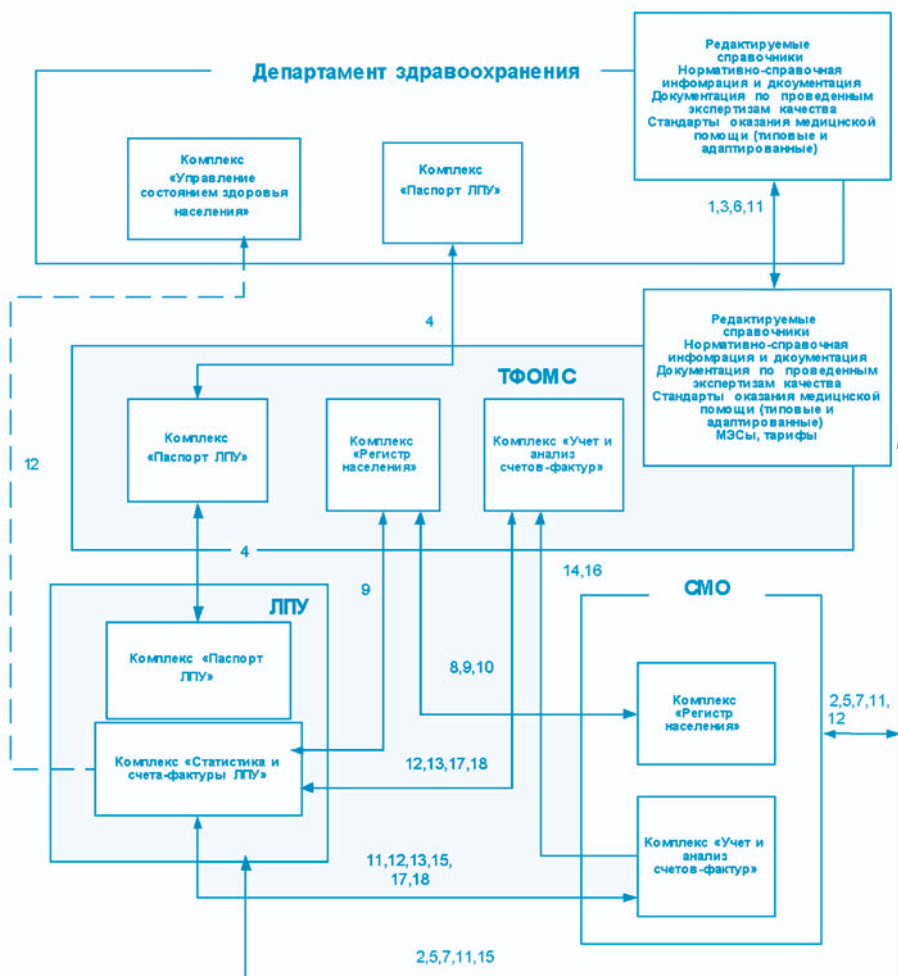 Департамент здравоохранения
Редактируемые
справочники
Нормативно-справочная
инфомрация и дкоументация
Документация по проведенным
экспертизам качества
Стандарты оказания медицнской
помощи (типовые и
адаптированные)
Комплекс
«Управление
состоянием здоровья
населения»
Комплекс
«Паспорт ЛПУ»
1,3,6,11
4
Редактируемые
справочники
Нормативно-справочная
инфомрация и дкоументация
Документация по проведенным
экспертизам качества
Стандарты оказания медицнской
помощи (типовые и
адаптированные)
МЭСы, тарифы
ТФОМС
Комплекс
«Паспорт ЛПУ»
Комплекс
«Регистр
населения»
Комплекс «Учет и
анализ
счетов-фактур»
12
4
9
14,16
ЛПУ
СМО
Комплекс «Паспорт
ЛПУ»
8,9,10
Комплекс
«Регистр
населения»
2,5,7,11,
12
Комплекс «Статистика и
счета-фактуры ЛПУ»
12,13,17,18
Комплекс «Учет и
анализ
счетов-фактур»
11,12,13,15,
17,18
2,5,7,11,15